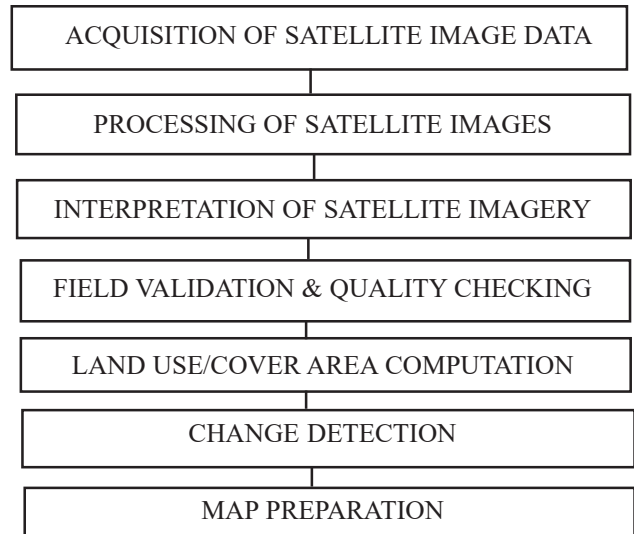 ACQUISITION OF SATELLITE IMAGE DATA
PROCESSING OF SATELLITE IMAGES
INTERPRETATION OF SATELLITE IMAGERY
FIELD VALIDATION & QUALITY CHECKING
LAND USE/COVER AREA COMPUTATION
CHANGE DETECTION
MAP PREPARATION